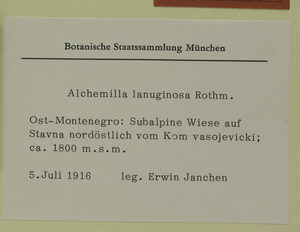 Botanische Staatssammlung München
Alchemilla lanuginosa Rothm.
Ost-Montenegro: Subalpine Wiese auf
Stavna nordöstlich vom Kom vasojevicki;
ca. 1800 m.s.m.
5.Juli 1916 leg. Erwin Janchen